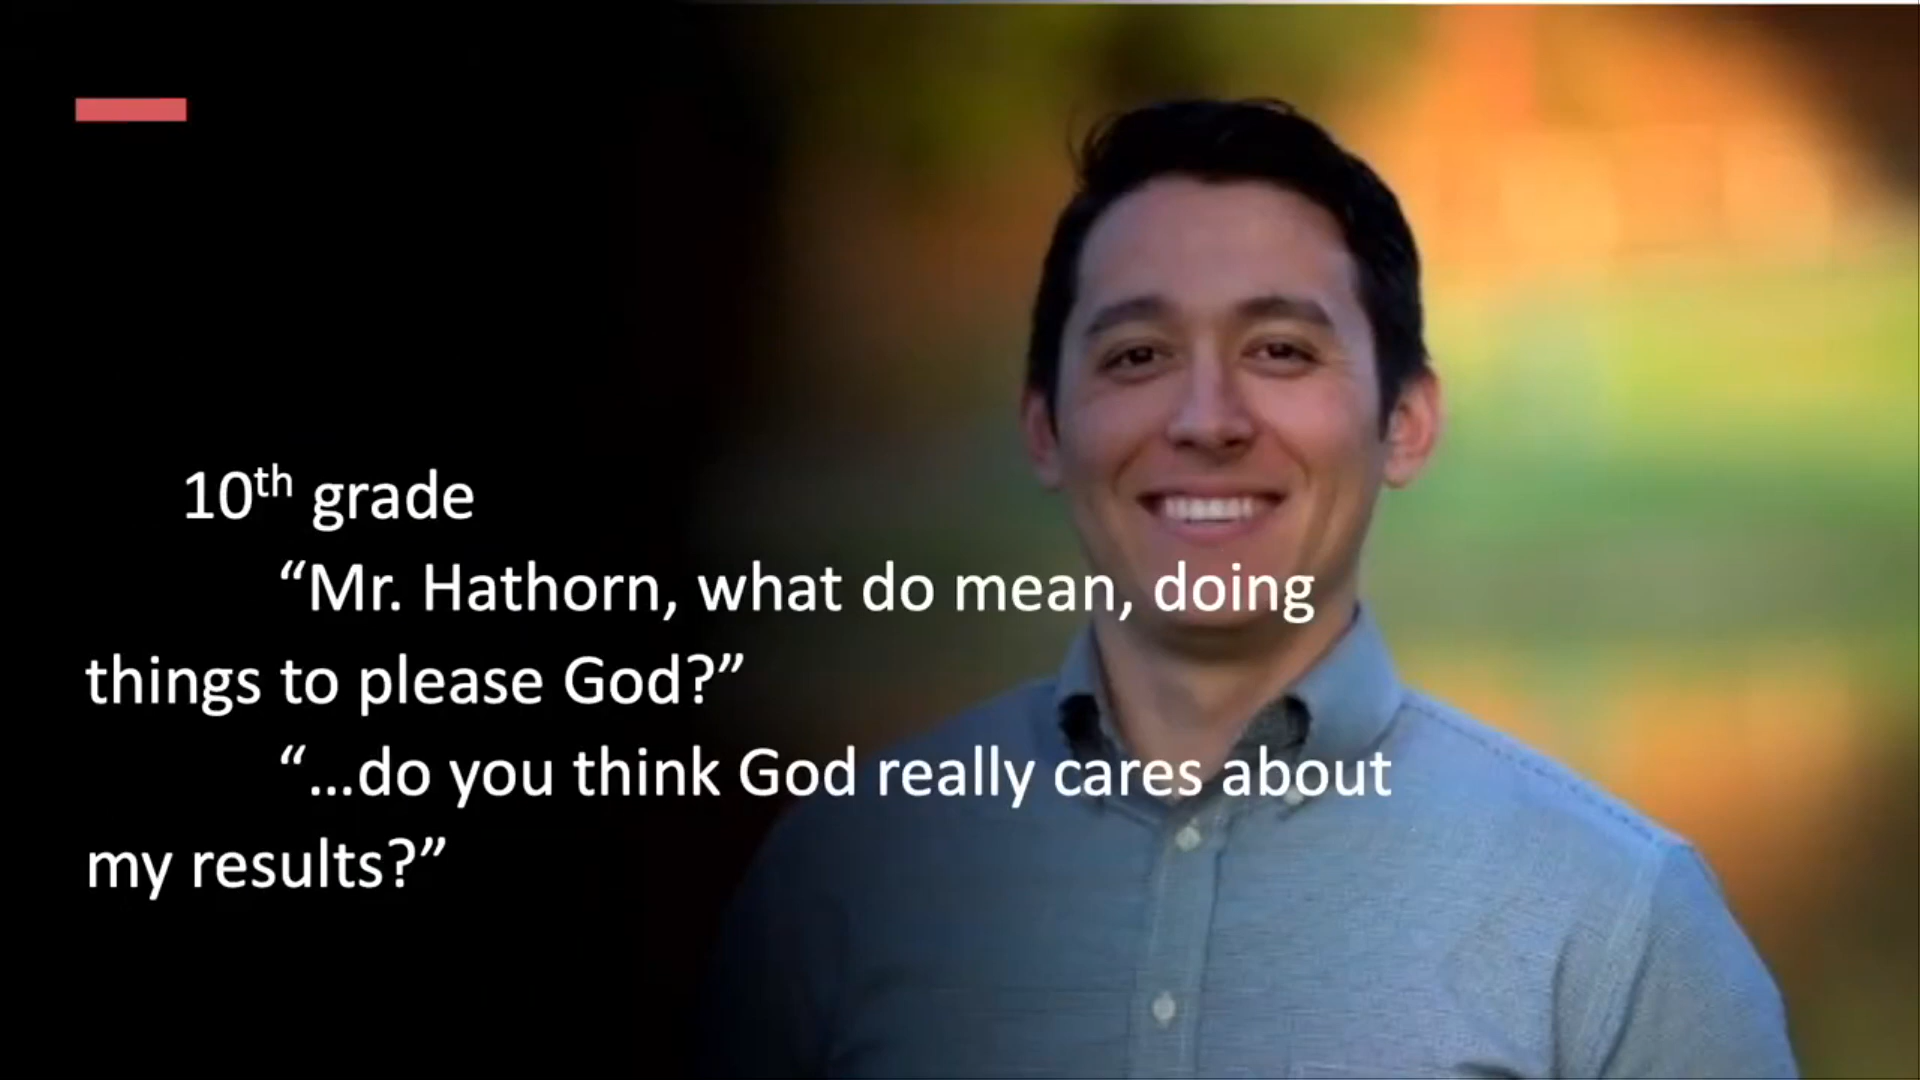 10th grade
“Mr. Hathorn, what do mean, doing
things to please God?”
“...do you think God really cares about
my results?”